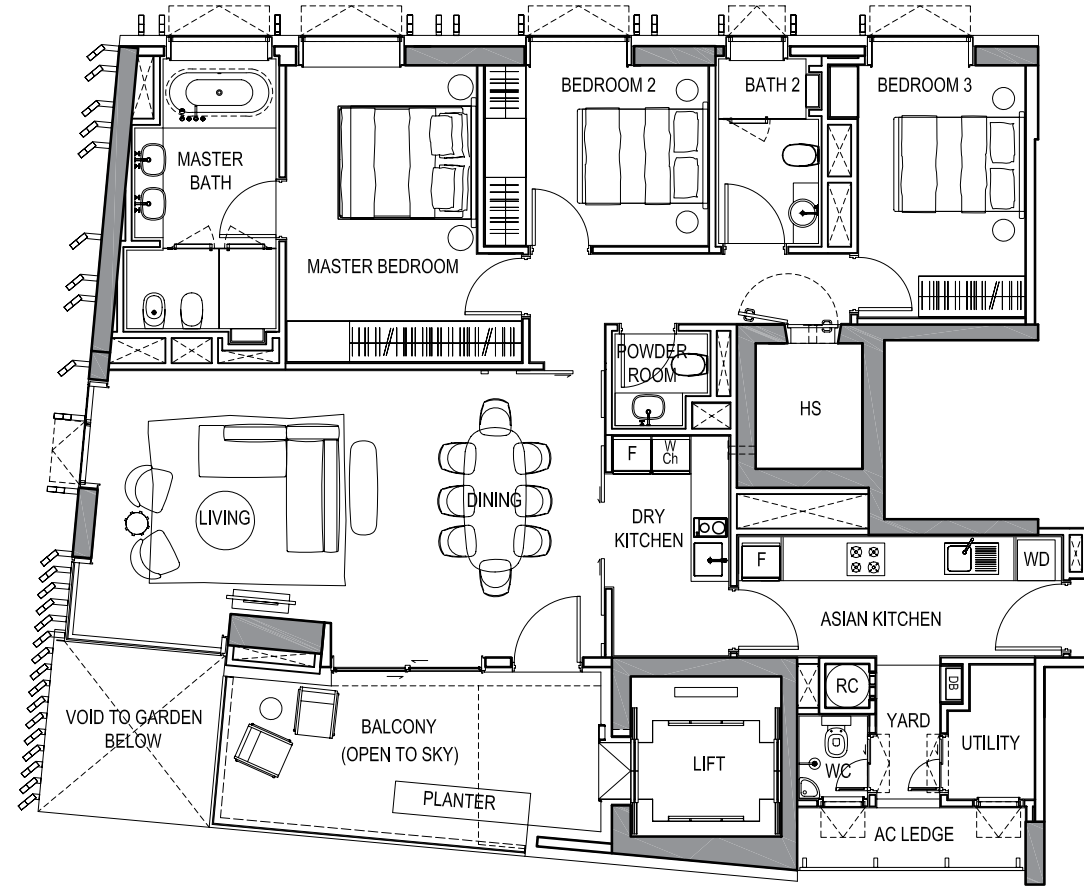 BEDROOM 2
BATH 2
BEDROOM 3
MASTER
BATH
MASTER BEDROOM
POWDER
ROOM
HS
F
W
Ch
LIVING
DINING
DRY
KITCHEN
F
WD
ASIAN KITCHEN
RC
DB
VOID TO GARDEN
BELOW
BALCONY
(OPEN TO SKY)
YARD
UTILITY
LIFT
WC
PLANTER
AC LEDGE